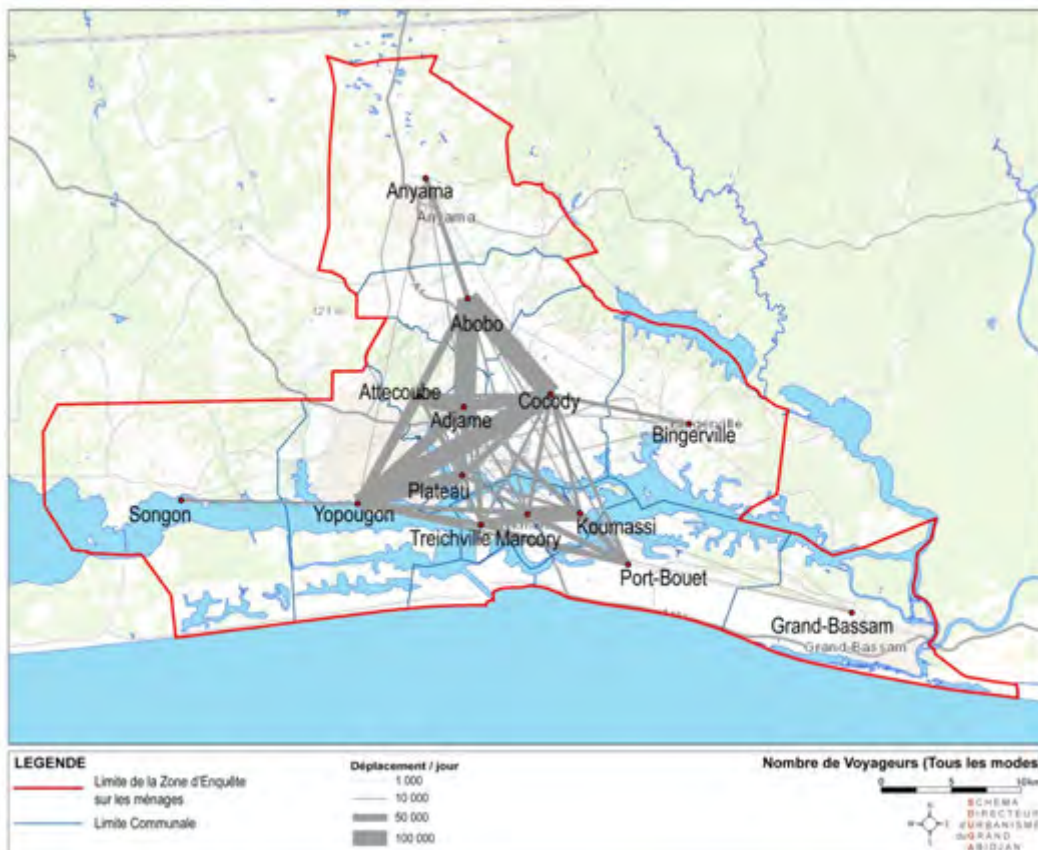 Anyama
Anyama
Abobo
Attecoube
Cocody
Adjame
Bingerville
Plateau
Songon
Yopougon
Koumassi
Treichville
Marcory
Port-Bouet
Grand-Bassam
Grand-Bassam
LEGENDE
Limite de la Zone d'Enquête
sur les ménages
Limite Communale
Déplacement / jour
1 000
10 000
50 000
100 000
Nombre de Voyageurs (Tous les modes
0 5 10km
N
SCHEMA
DIRECTEUR
d'URBANISME
du GRAND
ABIDJAN